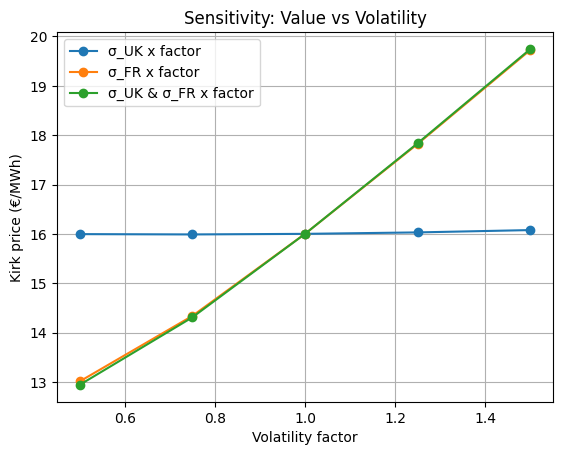 Sensitivity: Value vs Volatility
σ_UK x factor
σ_FR x factor
σ_UK & σ_FR x factor
Kirk price (€/MWh)
20
19
18
17
16
15
14
13
0.6 0.8 1.0 1.2 1.4
Volatility factor